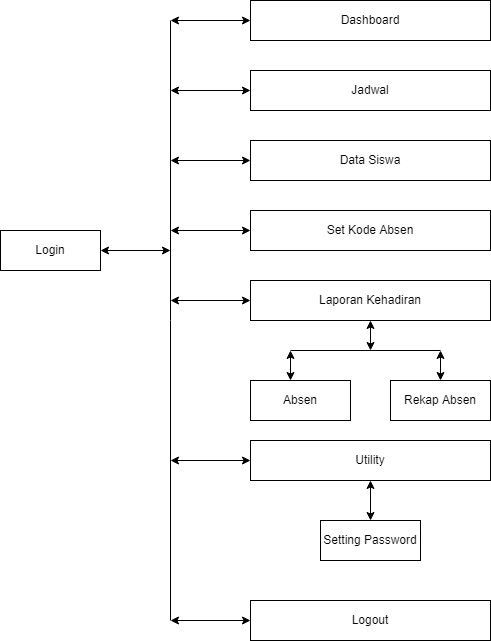 Dashboard
Jadwal
Data Siswa
Set Kode Absen
Login
Laporan Kehadiran
Absen
Rekap Absen
Utility
Setting Password
Logout